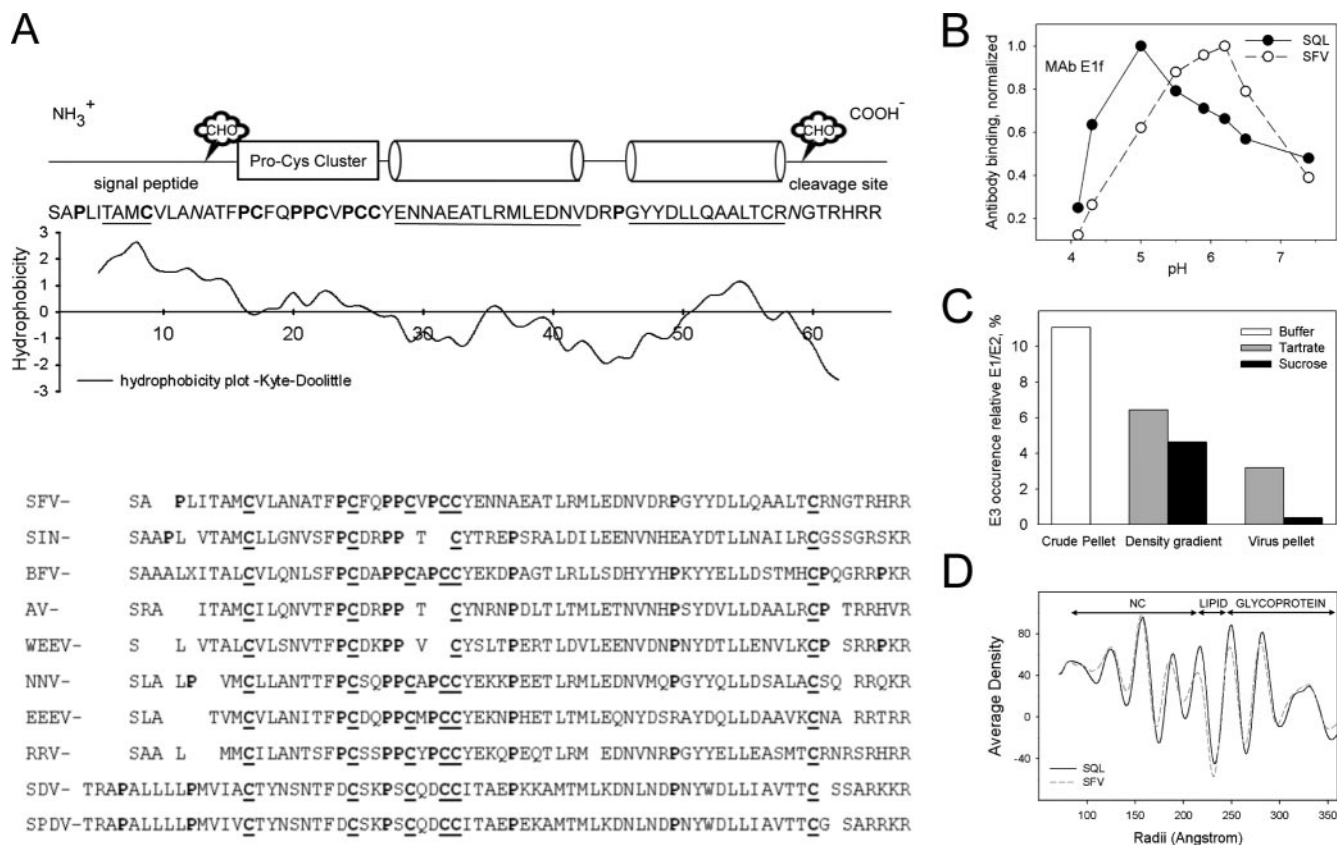 A
NH3+
CHO
Pro-Cys Cluster
CHO
COOH-
signal peptide
cleavage site
SAPLITAMCVLANATFPCFQPPCVPCCYENNAEATLRMLEDNVDRPGYYDLLQAALTCRNGTRHRR
Hydrophobicity
3
2
1
0
-1
-2
-3
10 20 30 40 50 60
hydrophobicity plot -Kyte-Doolittle
SFV- SA PLITAMCVLANATFPCFQPPCVPCCYENNAEATLRMLEDNVDRPGYYDLLQAALTCRNGTRHRR
SIN- SAAPL VTAMCLLGNVSFPCDRPP T CYTREPSRALDILEENVNHEAYDTLLNAILRCGSSGRSKR
BFV- SAAALXITALCVLQNLSFPCDAPPCAPCCYEKDPAGTLRLLSDHYYHPKYYELLDSTMHCPQGRRPKR
AV- SRA ITAMCILQNVTFPCDRPP T CYNRNPDLTLTMLETNVNHPSYDVLLDAALRCP TRRHVR
WEEV- S L VTALCVLSNVTFPCDKPP V CYSLTPERTLDVLEENVDNPNYDTLLENVLKCP SRRPKR
NNV- SLA LP VMCLLANTTFPCSQPPCAPCCYEKKPEETLRMLEDNVMQPGYYQLLDSALACSQ RRQKR
EEEV- SLA TVMCVLANITFPCDQPPCMPCCYEKNPHETLTMLEQNYDSRAYDQLLDAAVKCNA RRTRR
RRV- SAA L MMCILANTSFPCSSPPCYPCCYEKQPEQTLRM EDNVNRPGYYELLEASMTCRNRSRHRR
SDV- TRAPALLLLPMVIACTYNSNTFDCSKPSCQDCCITAEPKKAMTMLKDNLNDPNYWDLLIAVTTC SSARKKR
SPDV-TRAPALLLLPMVIVCTYNSNTFDCSKPSCQDCCITAEPEKAMTMLKDNLNDPNYWDLLIAVTTCG SARRKR
B
Antibody binding, normalized
1.0
0.8
0.6
0.4
0.2
MAb E1f
SQL
SFV
4 5 6 7
pH
C
E3 occurence relative E1/E2, %
10
8
6
4
2
0
Buffer
Tartrate
Sucrose
Crude Pellet Density gradient Virus pellet
D
Average Density
NC LIPID GLYCOPROTEIN
80
40
0
-40
SQL
SFV
100 150 200 250 300 350
Radii (Angstrom)